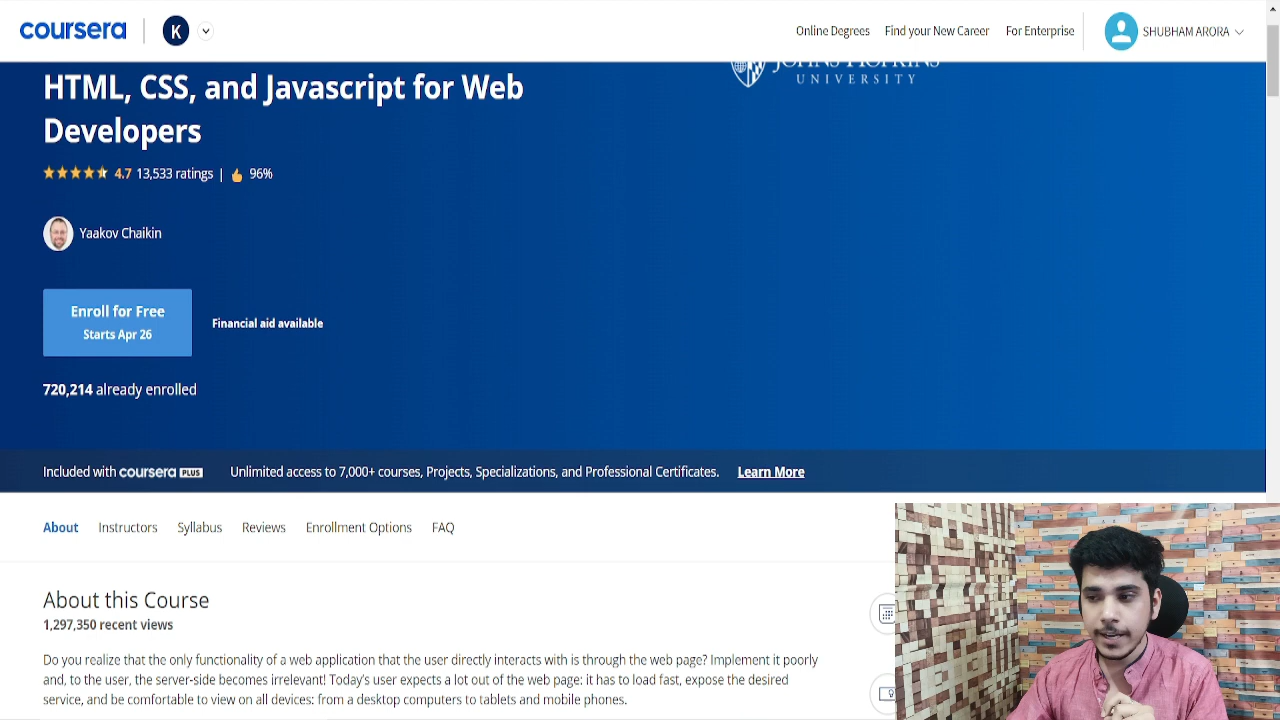 coursera
K
Online Degrees Find your New Career For Enterprise SHUBHAM ARORA
JOHNS HOPKINS
UNIVERSITY
HTML, CSS, and Javascript for Web
Developers
4.7 13,533 ratings | 96%
Yaakov Chaikin
Enroll for Free
Starts Apr 26
Financial aid available
720,214 already enrolled
Included with coursera PLUS Unlimited access to 7,000+ courses, Projects, Specializations, and Professional Certificates. Learn More
About Instructors Syllabus Reviews Enrollment Options FAQ
About this Course
1,297,350 recent views
Do you realize that the only functionality of a web application that the user directly interacts with is through the web page? Implement it poorly
and, to the user, the server-side becomes irrelevant! Today's user expects a lot out of the web page: it has to load fast, expose the desired
service, and be comfortable to view on all devices: from a desktop computers to tablets and mobile phones.